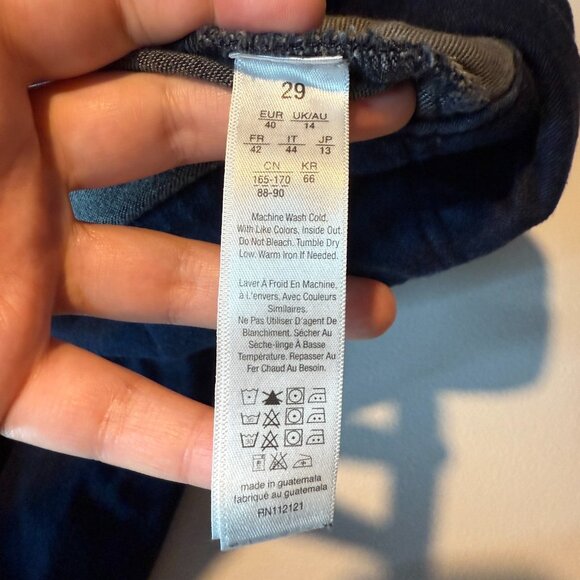 29
EUR UK/AU
40 14
FR IT JP
42 44 13
CN KR
165-170 66
88-90
Machine Wash Cold.
With Like Colors, Inside Out.
Do Not Bleach. Tumble Dry
Low. Warm Iron If Needed.
Laver À Froid En Machine,
à L'envers, Avec Couleurs
Similaires.
Ne Pas Utiliser D'agent De
Blanchiment. Sécher Au
Sèche-linge À Basse
Température. Repasser Au
Fer Chaud Au Besoin.
made in guatemala
fabriqué au guatemala
RN112121